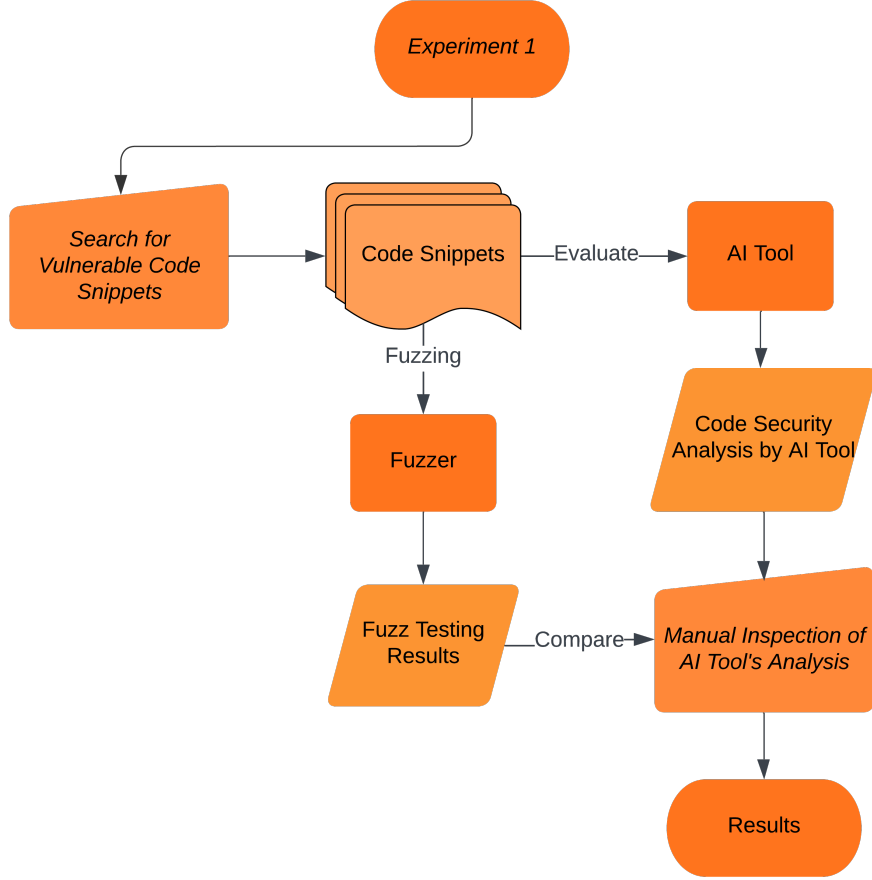 Experiment 1
Search for
Vulnerable Code
Snippets
Code Snippets
Evaluate
AI Tool
Fuzzing
Code Security
Analysis by AI Tool
Fuzzer
Fuzz Testing
Results
Compare
Manual Inspection of
AI Tool's Analysis
Results